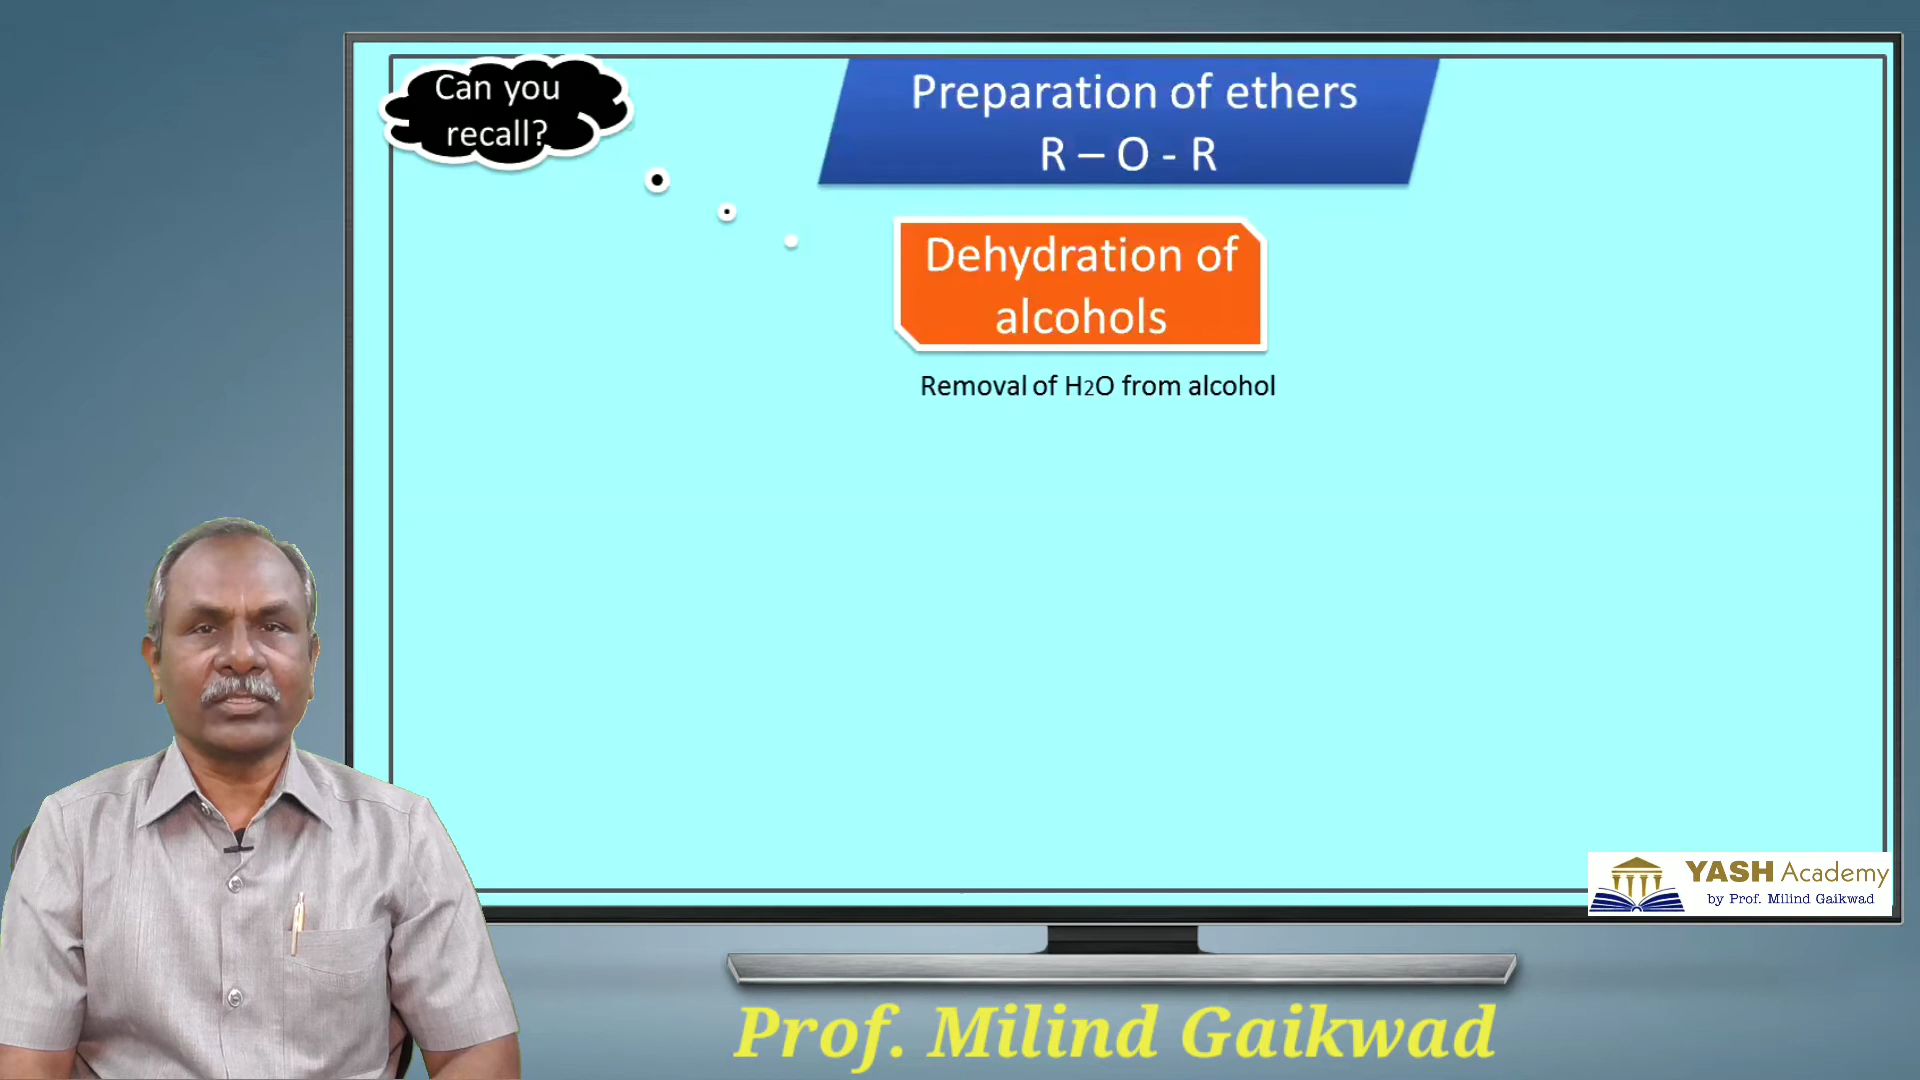 Can you
recall?
Preparation of ethers
R – O - R
Dehydration of
alcohols
Removal of H2O from alcohol
YASH Academy
by Prof. Milind Gaikwad
Prof. Milind Gaikwad